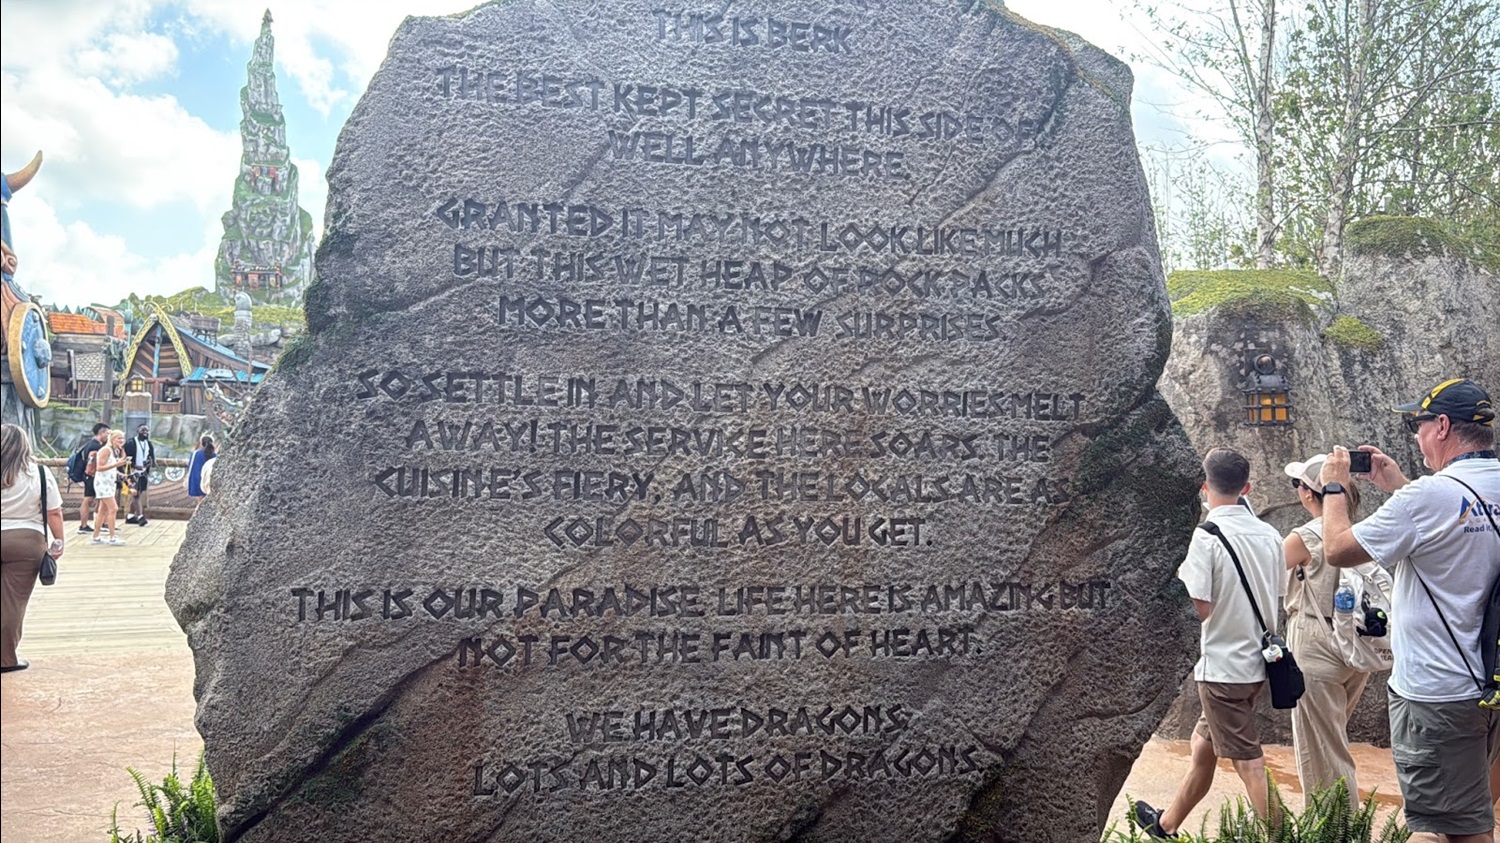 THIS IS BERK
THE BEST KEPT SECRET THIS SIDE OF
WELL ANYWHERE
GRANTED IT MAY NOT LOOK LIKE MUCH
BUT THIS WET HEAP OF ROCK PACKS
MORE THAN A FEW SURPRISES
SO SETTLE IN AND LET YOUR WORRIES MELT
AWAY! THE SERVICE HERE SOARS, THE
CUISINE'S FIERY, AND THE LOCALS ARE AS
COLORFUL AS YOU GET.
THIS IS OUR PARADISE. LIFE HERE IS AMAZING BUT
NOT FOR THE FAINT OF HEART.
WE HAVE DRAGONS,
LOTS AND LOTS OF DRAGONS.